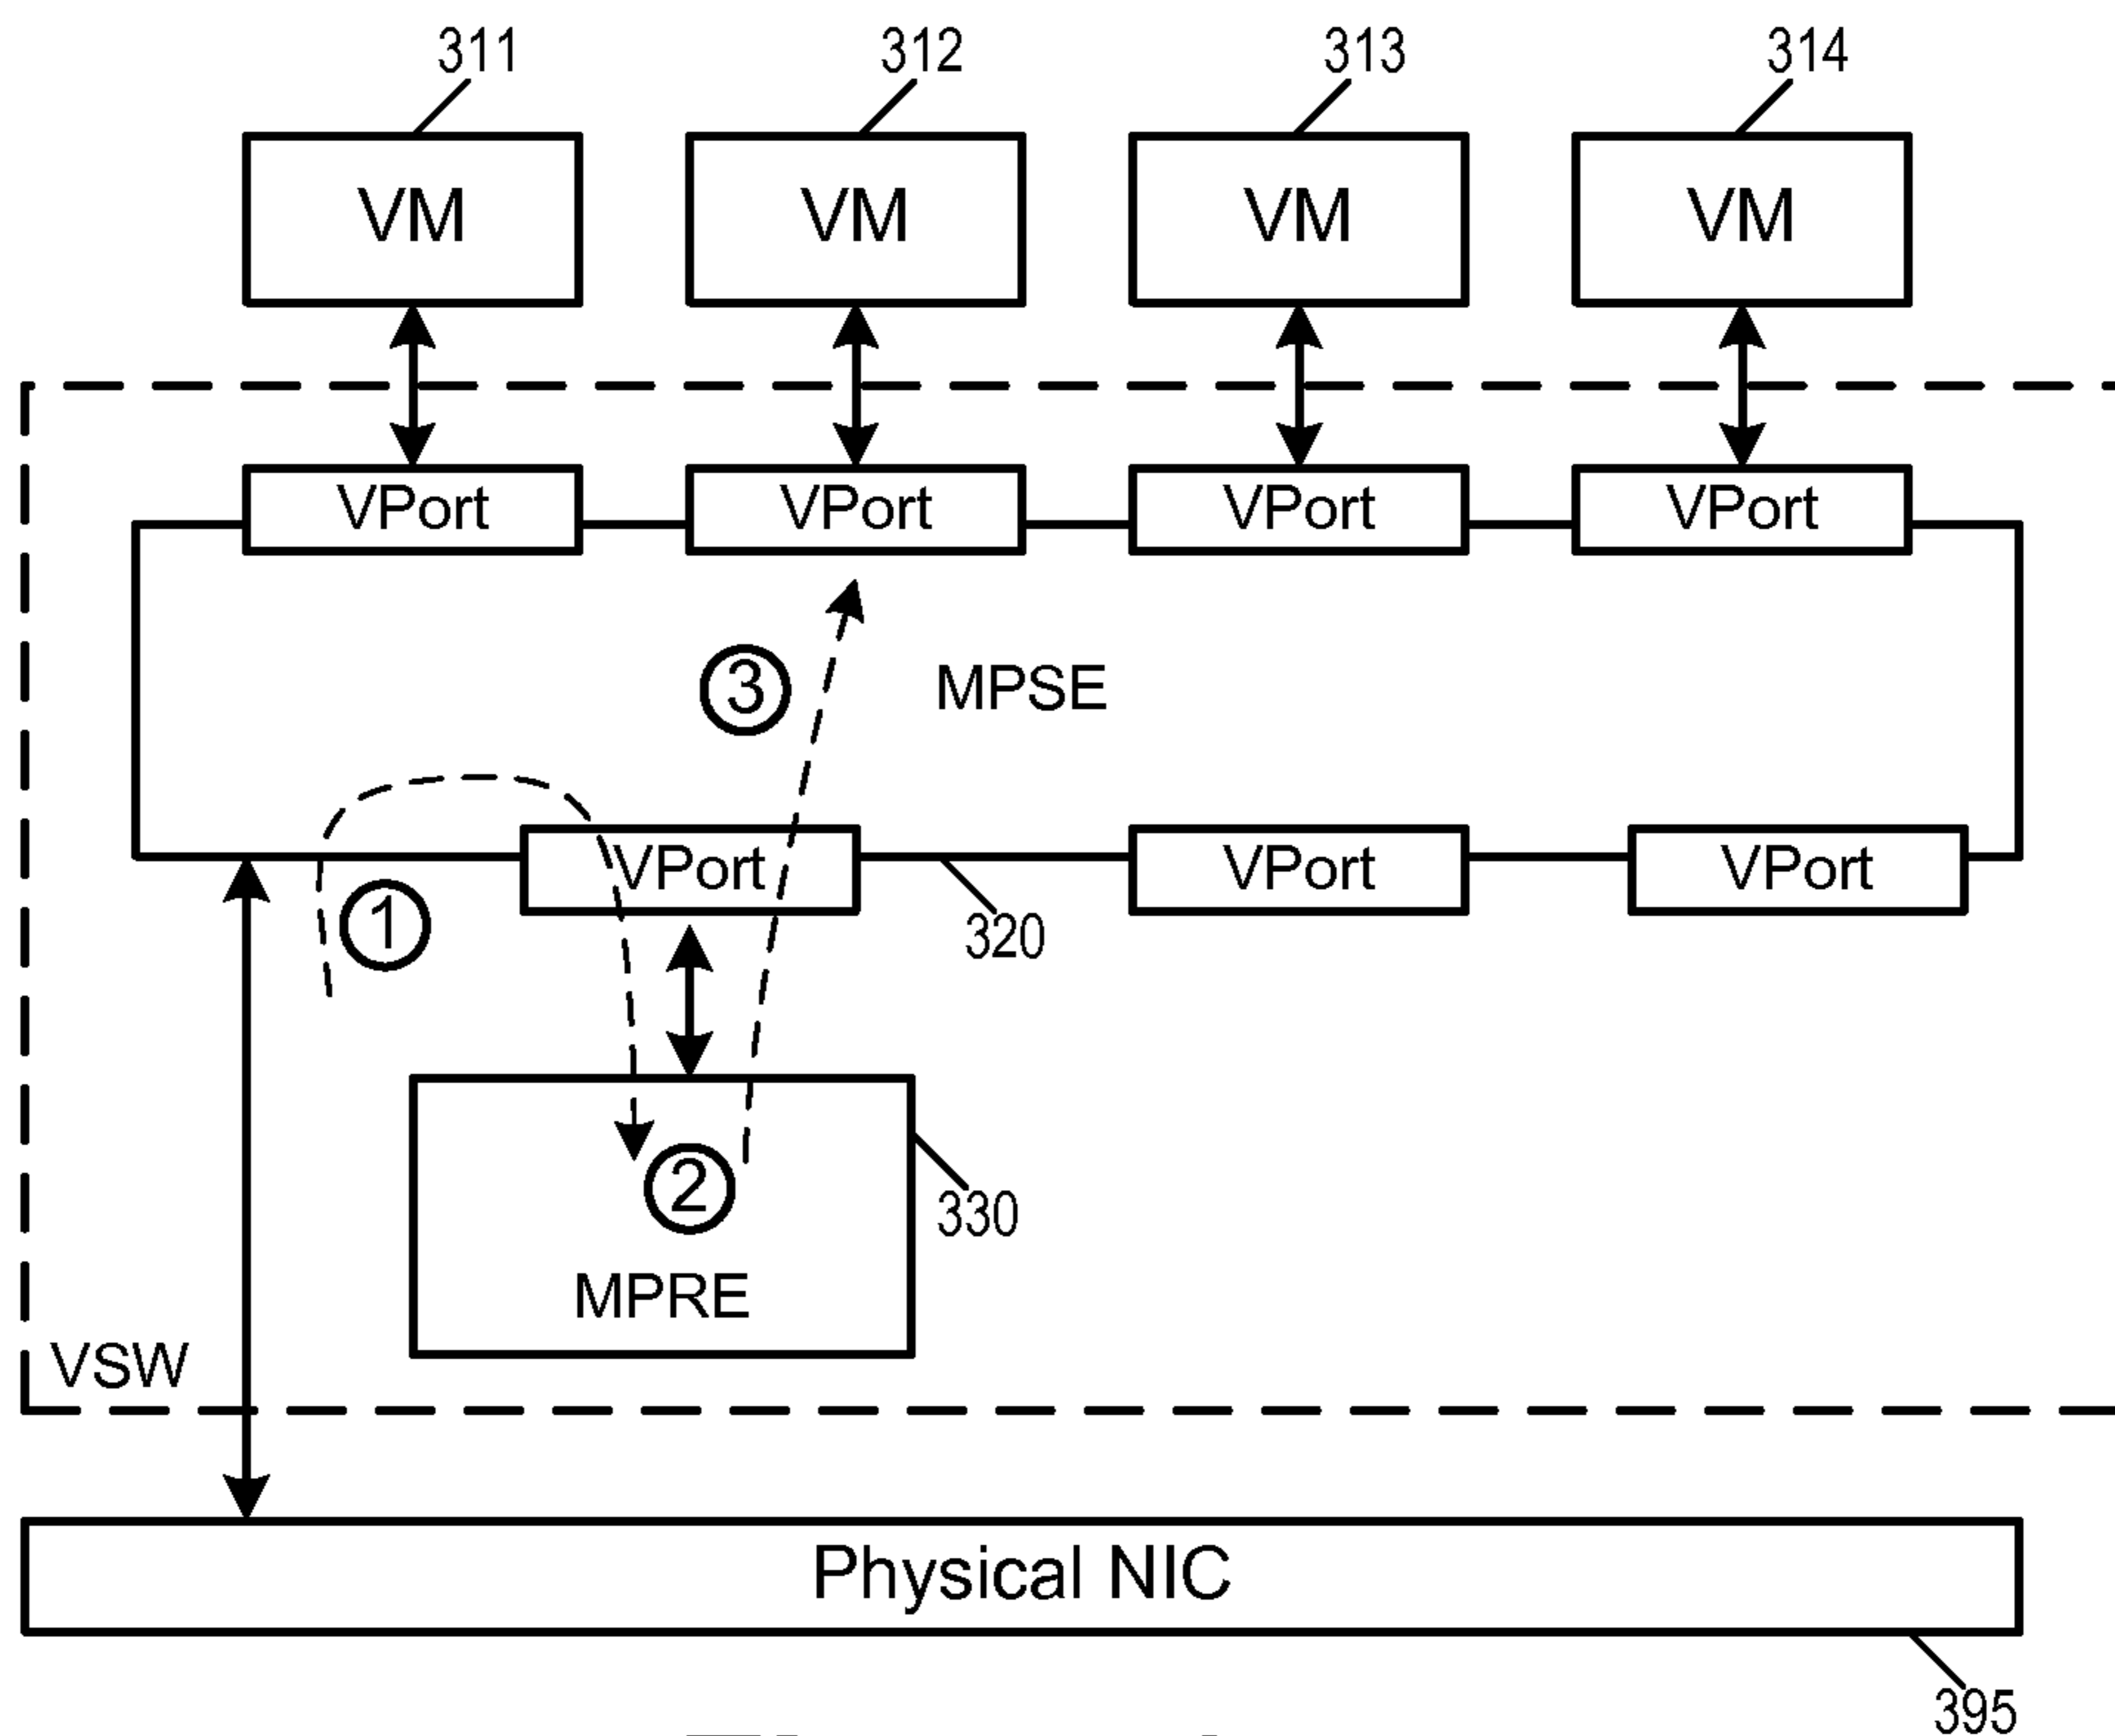 311 312 313 314
VM VM VM VM
VPort VPort VPort VPort
3 MPSE
VPort VPort VPort
1
320
2
330
MPRE
VSW
Physical NIC
395